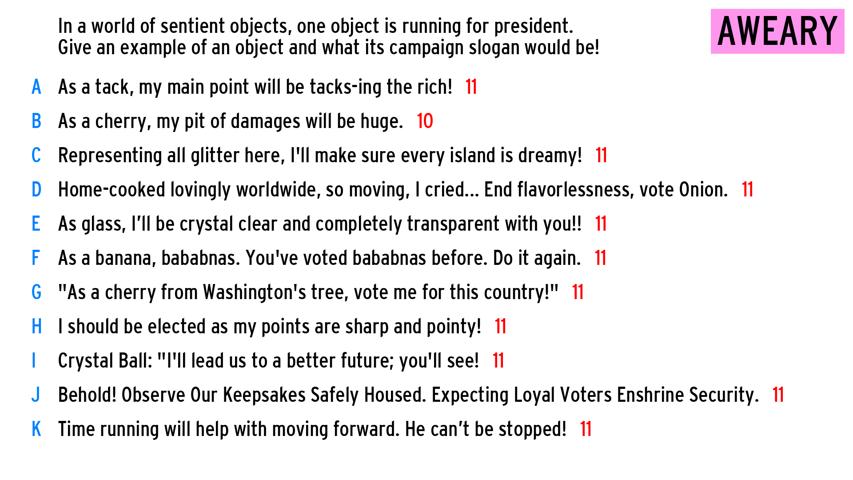 In a world of sentient objects, one object is running for president.
Give an example of an object and what its campaign slogan would be!
AWEARY
A As a tack, my main point will be tacks-ing the rich! 11
B As a cherry, my pit of damages will be huge. 10
C Representing all glitter here, I'll make sure every island is dreamy! 11
D Home-cooked lovingly worldwide, so moving, I cried... End flavorlessness, vote Onion. 11
E As glass, I'll be crystal clear and completely transparent with you!! 11
F As a banana, bababnas. You've voted bababnas before. Do it again. 11
G "As a cherry from Washington's tree, vote me for this country!" 11
H I should be elected as my points are sharp and pointy! 11
I Crystal Ball: "I'll lead us to a better future; you'll see! 11
J Behold! Observe Our Keepsakes Safely Housed. Expecting Loyal Voters Enshrine Security. 11
K Time running will help with moving forward. He can't be stopped! 11